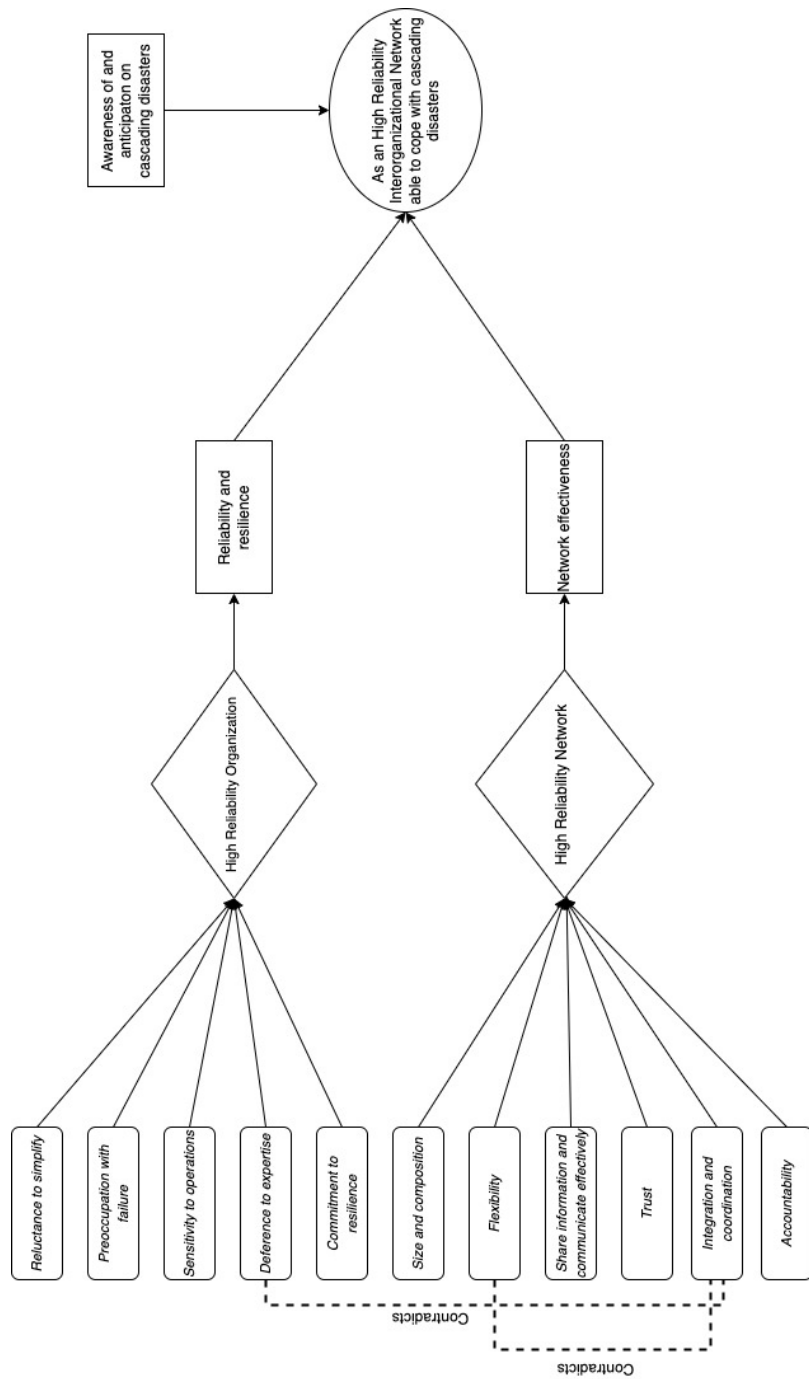 Reluctance to simplify
Preoccupation with
failure
Sensitivity to operations
Deference to expertise
Commitment to
resilience
Size and composition
Flexibility
Share information and
communicate effectively
Trust
Integration and
coordination
Accountability
Contradicts
Contradicts
High Reliability Organization
High Reliability Network
Reliability and
resilience
Network effectiveness
Awareness of and
anticipaton on
cascading disasters
As an High Reliability
Interorganizational Network
able to cope with cascading
disasters